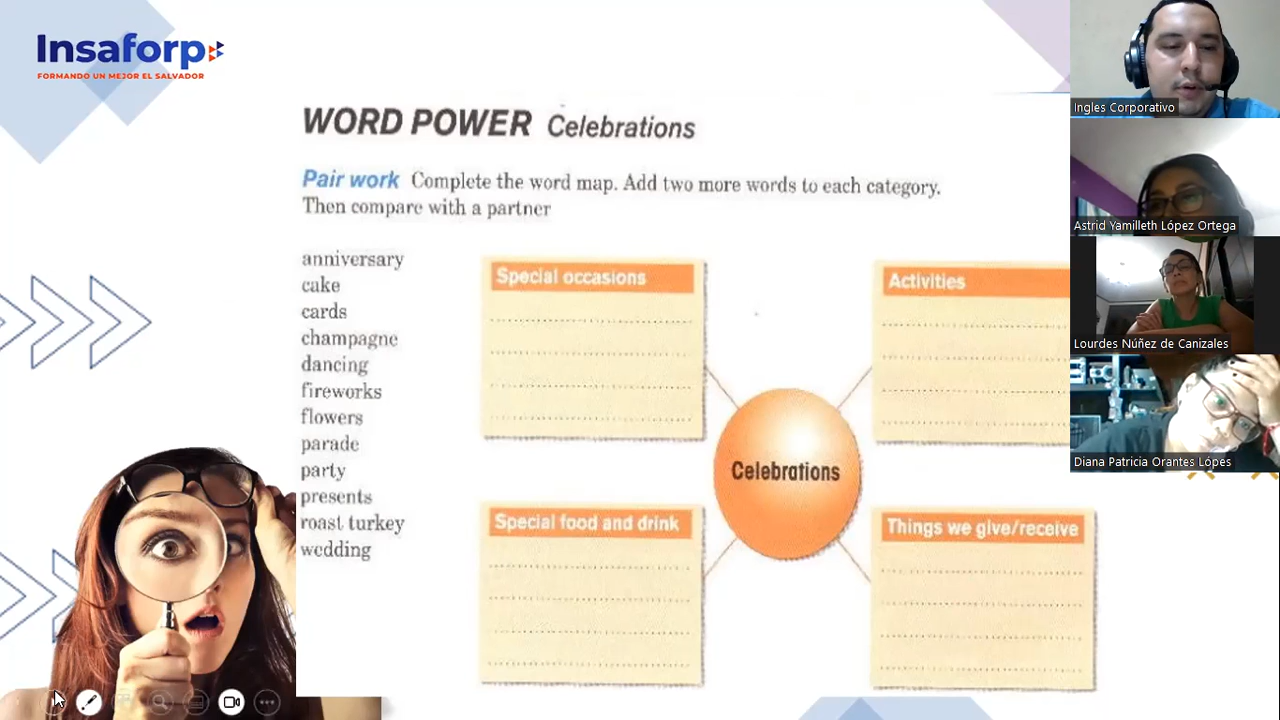 Insaforp
FORMANDO UN MEJOR EL SALVADOR
WORD POWER Celebrations
Pair work Complete the word map. Add two more words to each category.
Then compare with a partner
anniversary
cake
cards
champagne
dancing
fireworks
flowers
parade
party
presents
roast turkey
wedding
Special occasions
Activities
Celebrations
Special food and drink
Things we give/receive
Ingles Corporativo
Astrid Yamilleth López Ortega
Lourdes Núñez de Canizales
Diana Patricia Orantes Lópes